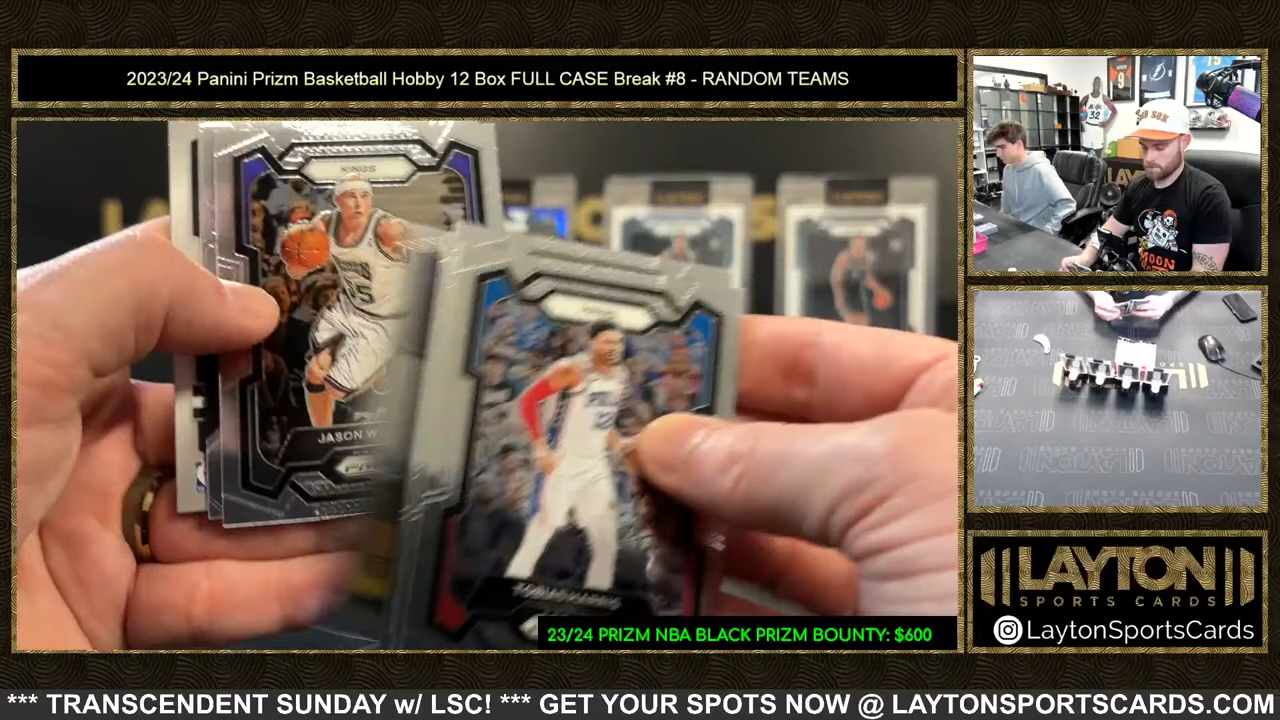 2023/24 Panini Prizm Basketball Hobby 12 Box FULL CASE Break #8 - RANDOM TEAMS
KINGS
JASON W
23/24 PRIZM NBA BLACK PRIZM BOUNTY: $600
LAYTON
SPORTS CARDS
LaytonSportsCards
*** TRANSCENDENT SUNDAY w/ LSC! *** GET YOUR SPOTS NOW @ LAYTONSPORTSCARDS.COM